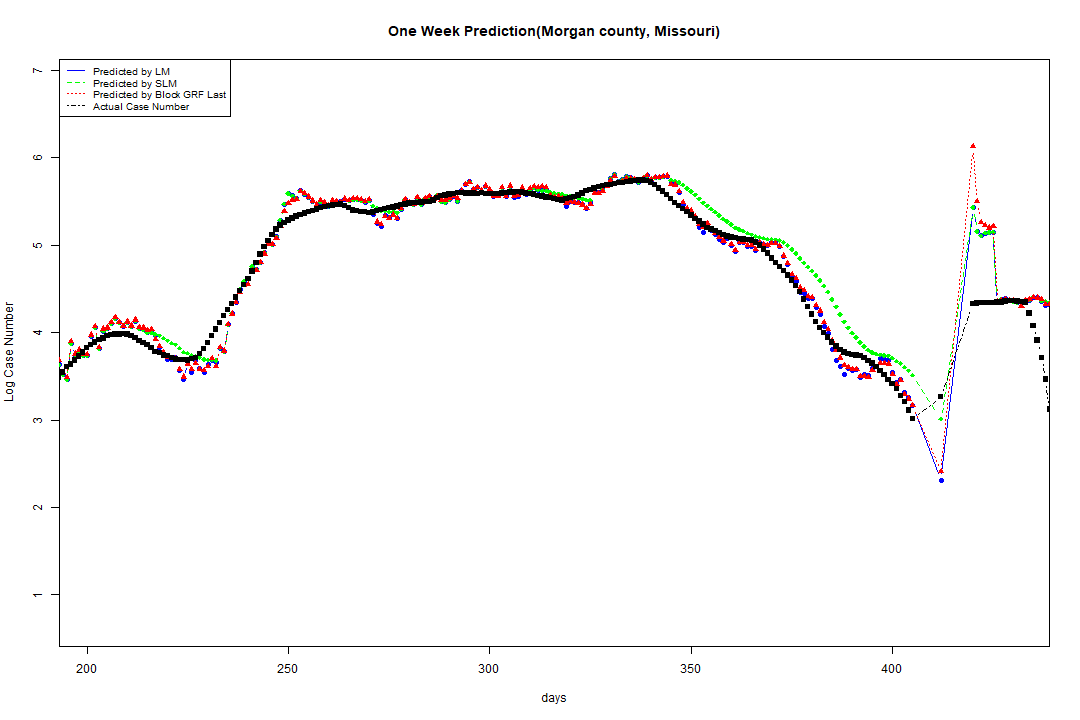 One Week Prediction(Morgan county, Missouri)
Predicted by LM
Predicted by SLM
Predicted by Block GRF Last
Actual Case Number
7
6
5
4
3
2
1
Log Case Number
200 250 300 350 400
days